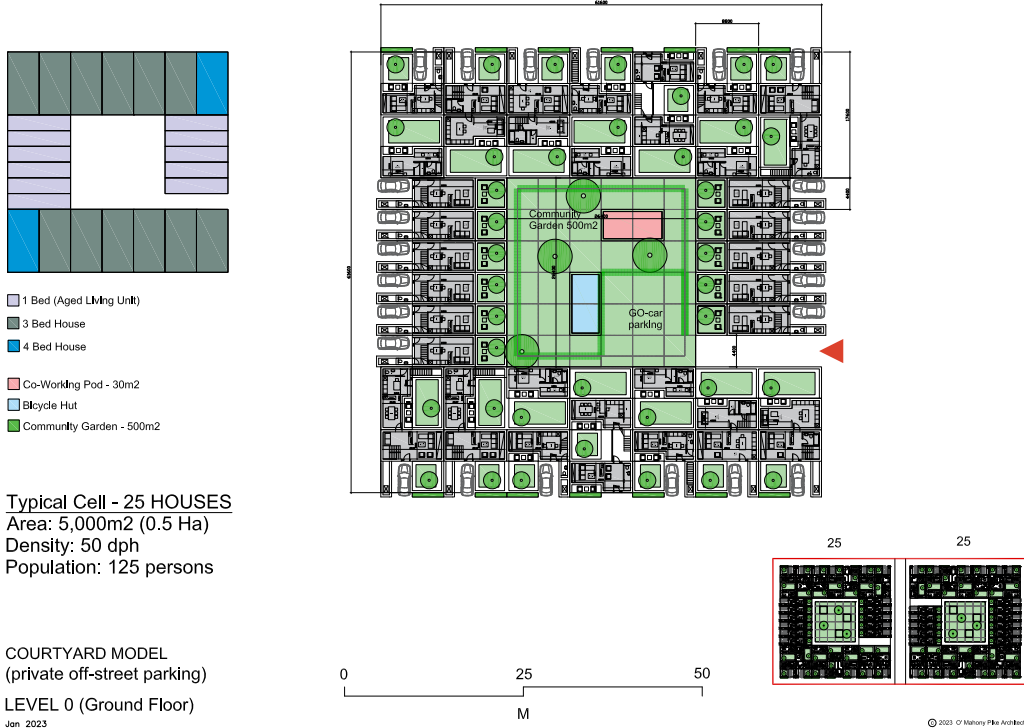 1 Bed (Aged Living Unit)
3 Bed House
4 Bed House
Co-Working Pod - 30m2
Bicycle Hut
Community Garden - 500m2
Typical Cell - 25 HOUSES
Area: 5,000m2 (0.5 Ha)
Density: 50 dph
Population: 125 persons
COURTYARD MODEL
(private off-street parking)
LEVEL 0 (Ground Floor)
Jan 2023
Community
Garden 500m2
GO-car
parking
0
25
50
M
25
25
© 2023 O'Mahony Pike Architect